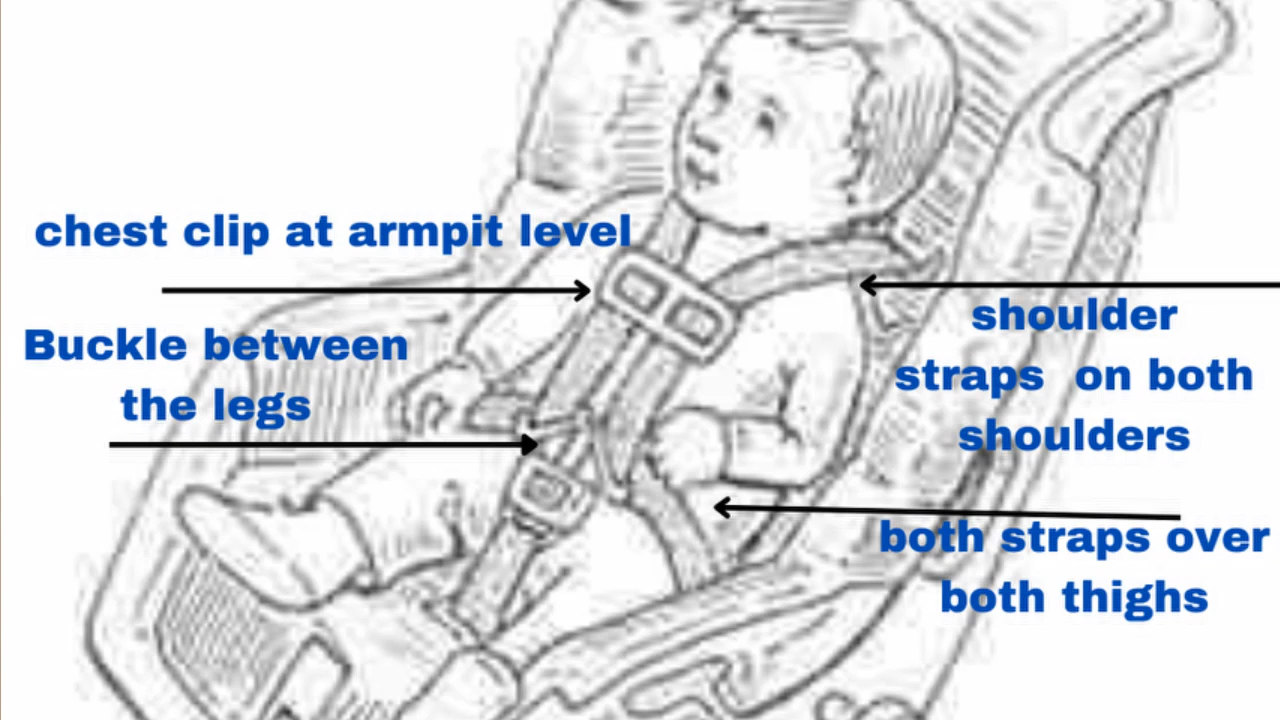 chest clip at armpit level
Buckle between
the legs
shoulder
straps on both
shoulders
both straps over
both thighs